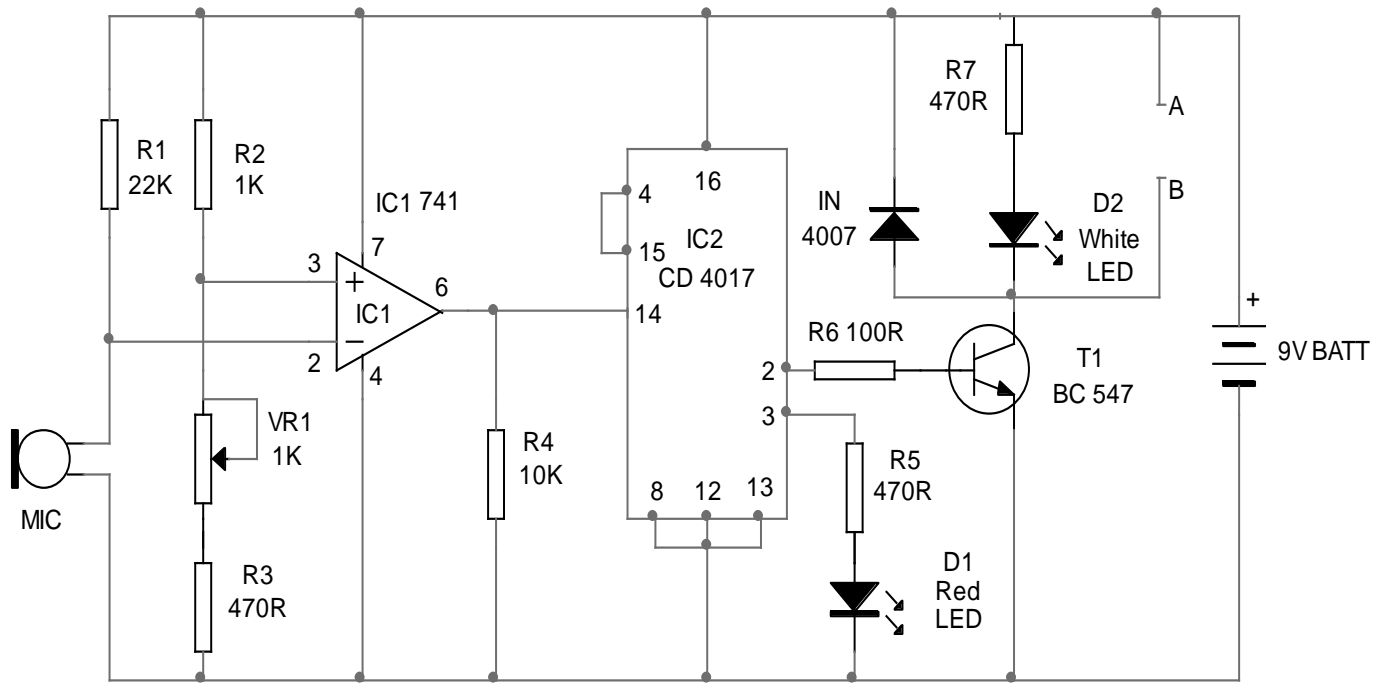 R1
22K
R2
1K
IC1 741
3
7
+
IC1
−
2
4
6
MIC
VR1
1K
R3
470R
R4
10K
4
15
16
IC2
CD 4017
14
2
3
8
12
13
IN
4007
R7
470R
D2
White
LED
A
B
R6 100R
T1
BC 547
R5
470R
D1
Red
LED
+
9V BATT